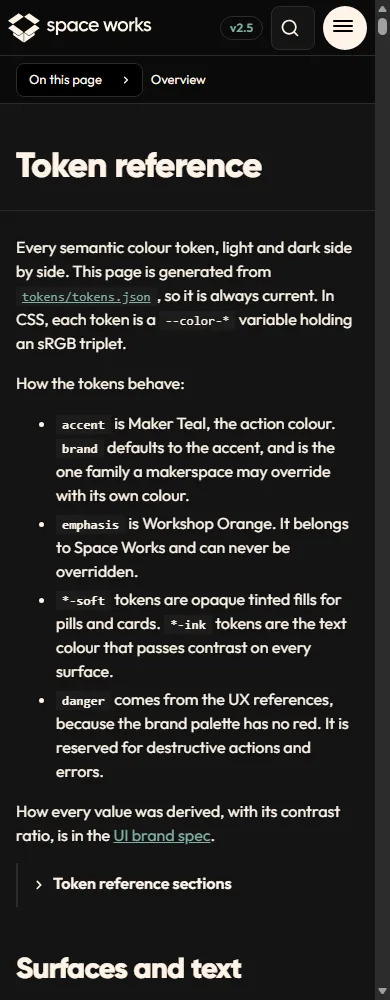 space works
v2.5
On this page
Overview
Token reference
Every semantic colour token, light and dark side
by side. This page is generated from
tokens/tokens.json , so it is always current. In
CSS, each token is a --color-* variable holding
an sRGB triplet.
How the tokens behave:
• accent is Maker Teal, the action colour.
brand defaults to the accent, and is the
one family a makerspace may override
with its own colour.
• emphasis is Workshop Orange. It belongs
to Space Works and can never be
overridden.
• *-soft tokens are opaque tinted fills for
pills and cards. *-ink tokens are the text
colour that passes contrast on every
surface.
• danger comes from the UX references,
because the brand palette has no red. It is
reserved for destructive actions and
errors.
How every value was derived, with its contrast
ratio, is in the UI brand spec.
Token reference sections
Surfaces and text